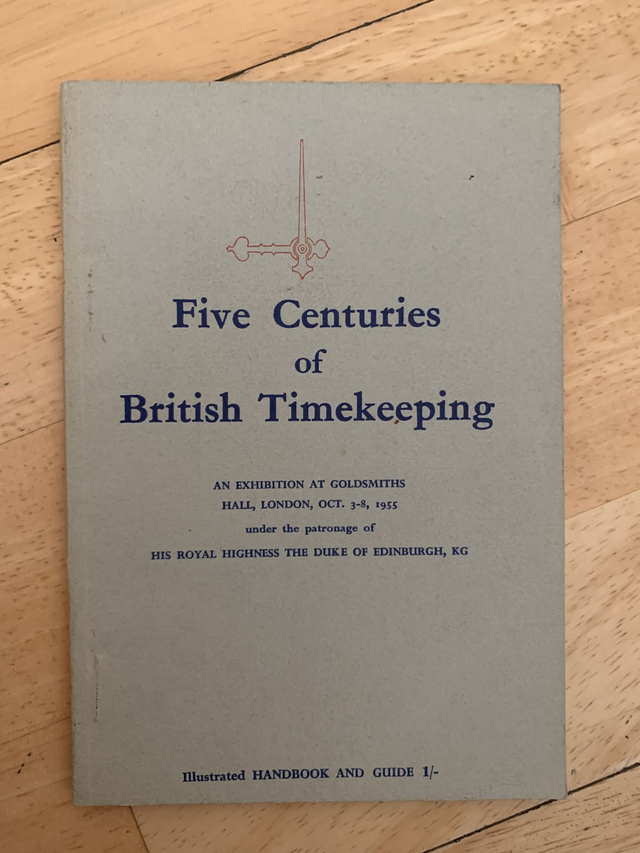 Five Centuries
of
British Timekeeping
AN EXHIBITION AT GOLDSMITHS
HALL, LONDON, OCT. 3-8, 1955
under the patronage of
HIS ROYAL HIGHNESS THE DUKE OF EDINBURGH, KG
Illustrated HANDBOOK AND GUIDE 1/-